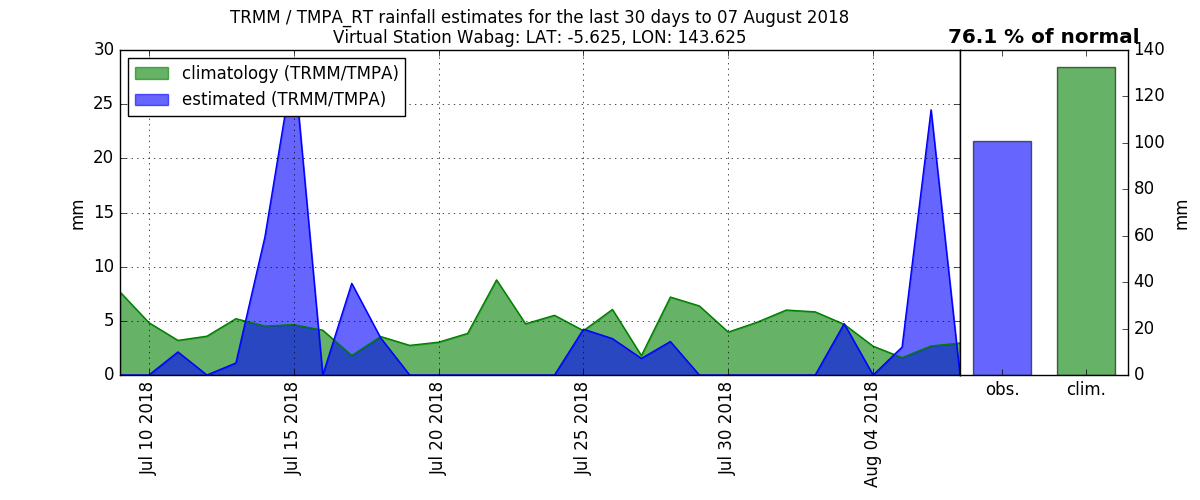 TRMM / TMPA_RT rainfall estimates for the last 30 days to 07 August 2018
Virtual Station Wabag: LAT: -5.625, LON: 143.625
76.1 % of normal
climatology (TRMM/TMPA)
estimated (TRMM/TMPA)
30
25
20
15
10
5
0
mm
Jul 10 2018
Jul 15 2018
Jul 20 2018
Jul 25 2018
Jul 30 2018
Aug 04 2018
140
120
100
80
60
40
20
0
mm
obs.
clim.